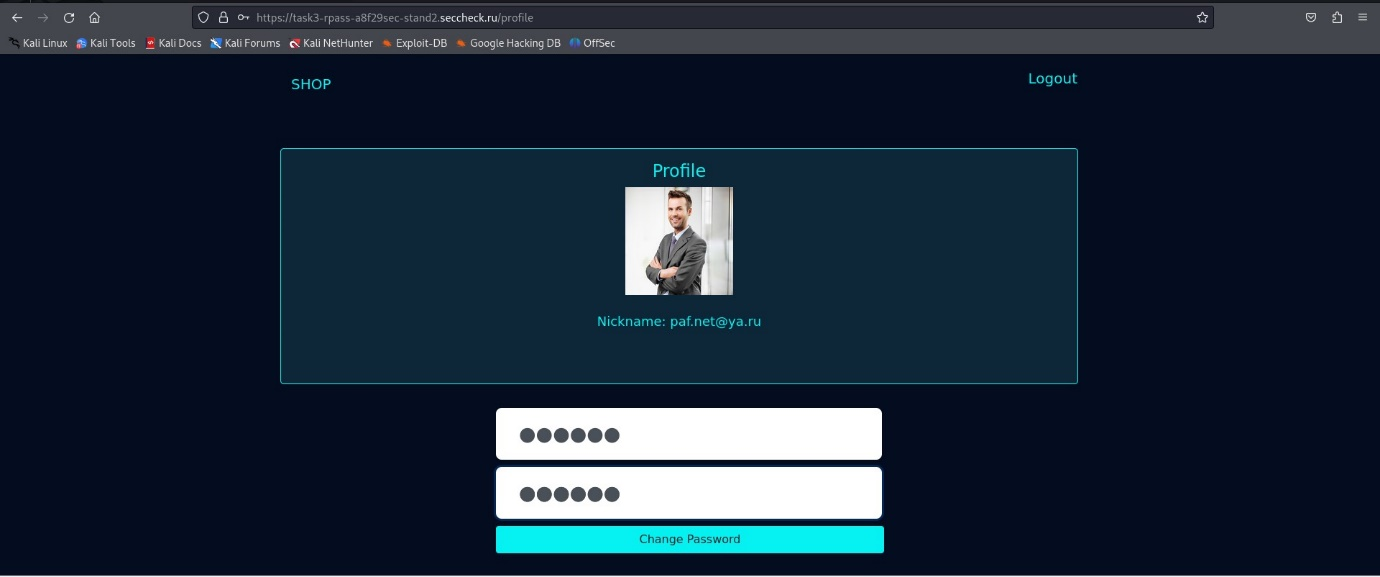 https://task3-rpass-a8f29sec-stand2.seccheck.ru/profile
Kali Linux Kali Tools Kali Docs Kali Forums Kali NetHunter Exploit-DB Google Hacking DB OffSec
SHOP Logout
Profile
Nickname: paf.net@ya.ru
●●●●●●
●●●●●●
Change Password